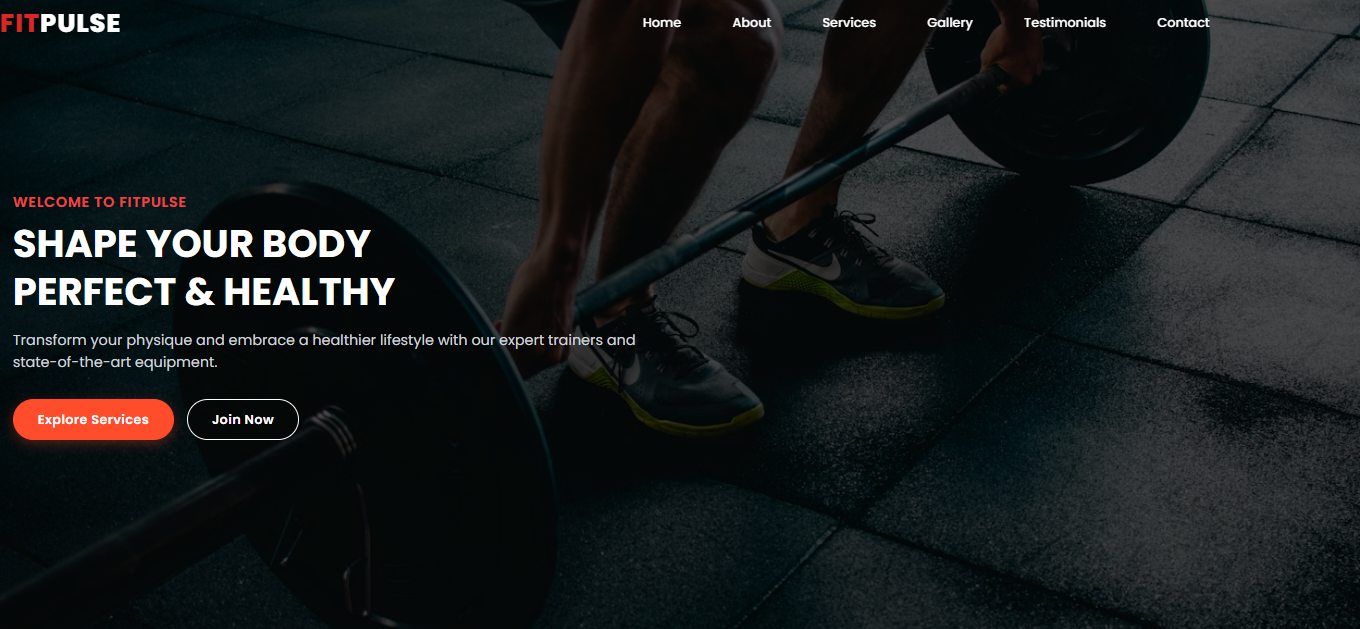 FITPULSE
Home About Services Gallery Testimonials Contact
WELCOME TO FITPULSE
SHAPE YOUR BODY
PERFECT & HEALTHY
Transform your physique and embrace a healthier lifestyle with our expert trainers and
state-of-the-art equipment.
Explore Services Join Now